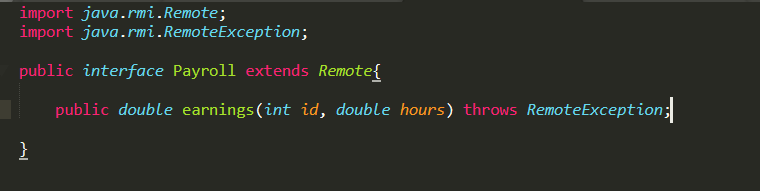 import java.rmi.Remote;
import java.rmi.RemoteException;
public interface Payroll extends Remote{
public double earnings(int id, double hours) throws RemoteException;
}